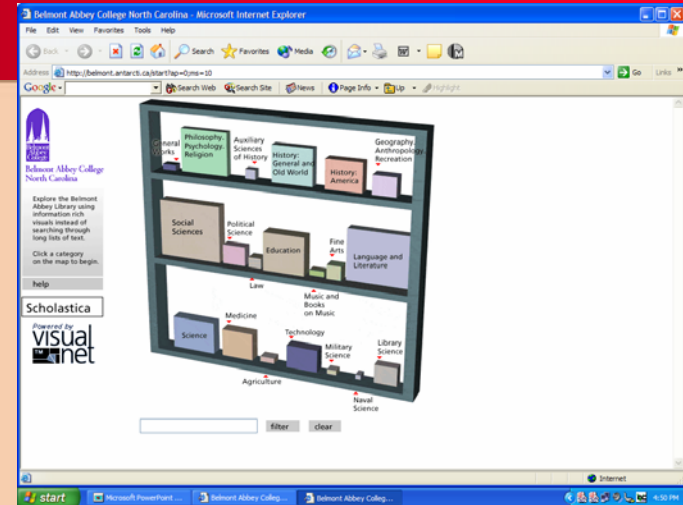 Belmont Abbey College North Carolina - Microsoft Internet Explorer
File Edit View Favorites Tools Help
Back Search Favorites Media
Address http://belmont.antarcti.ca/start?ap=0;ms=10 Go Links »
Google Search Web Search Site News Page Info Up Highlight
Belmont
Abbey
College
Belmont Abbey College
North Carolina
Explore the Belmont
Abbey Library using
information rich
visuals instead of
searching through
long lists of text.
Click a category
on the map to begin.
help
Scholastica
Powered by
visual
TM net
General
Works
Philosophy.
Psychology.
Religion
Auxiliary
Sciences
of History
History:
General and
Old World
History:
America
Geography.
Anthropology.
Recreation
Social
Sciences
Political
Science
Law
Education
Music and
Books
on Music
Fine
Arts
Language and
Literature
Science
Medicine
Agriculture
Technology
Military
Science
Naval
Science
Library
Science
filter clear
Internet
start Microsoft PowerPoint ... Belmont Abbey Colleg... Belmont Abbey Colleg... 4:50 PM